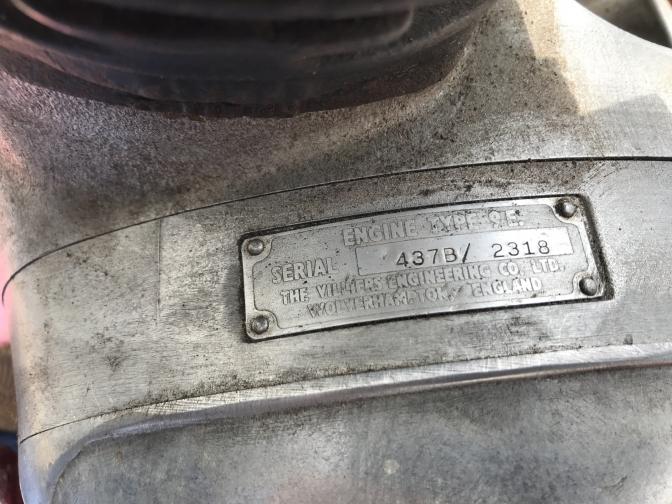 ENGINE TYPE 9E.
SERIAL 437B/ 2318
THE VILLIERS ENGINEERING CO. LTD.
WOLVERHAMPTON, ENGLAND